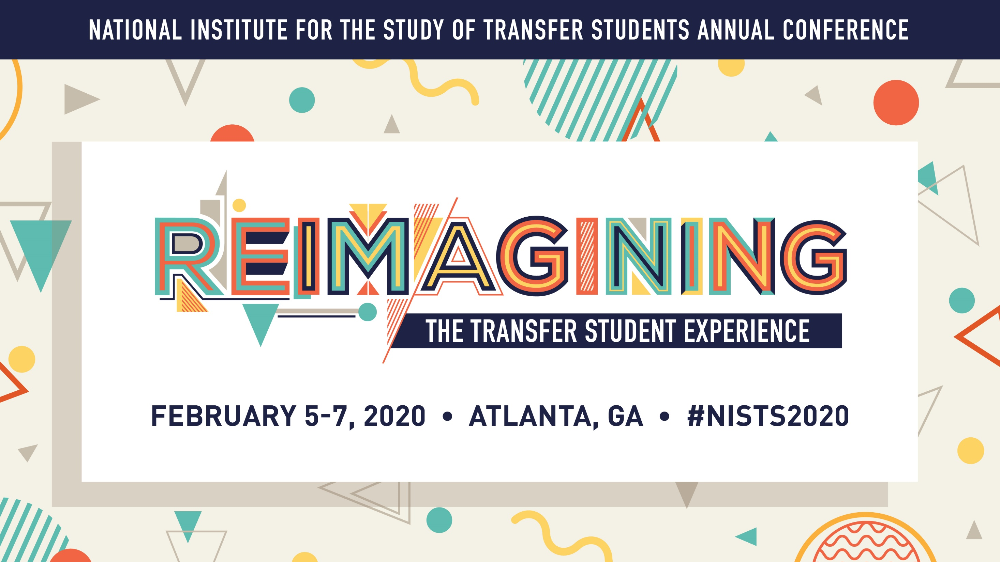 NATIONAL INSTITUTE FOR THE STUDY OF TRANSFER STUDENTS ANNUAL CONFERENCE
REIMAGINING
THE TRANSFER STUDENT EXPERIENCE
FEBRUARY 5-7, 2020 • ATLANTA, GA • #NISTS2020